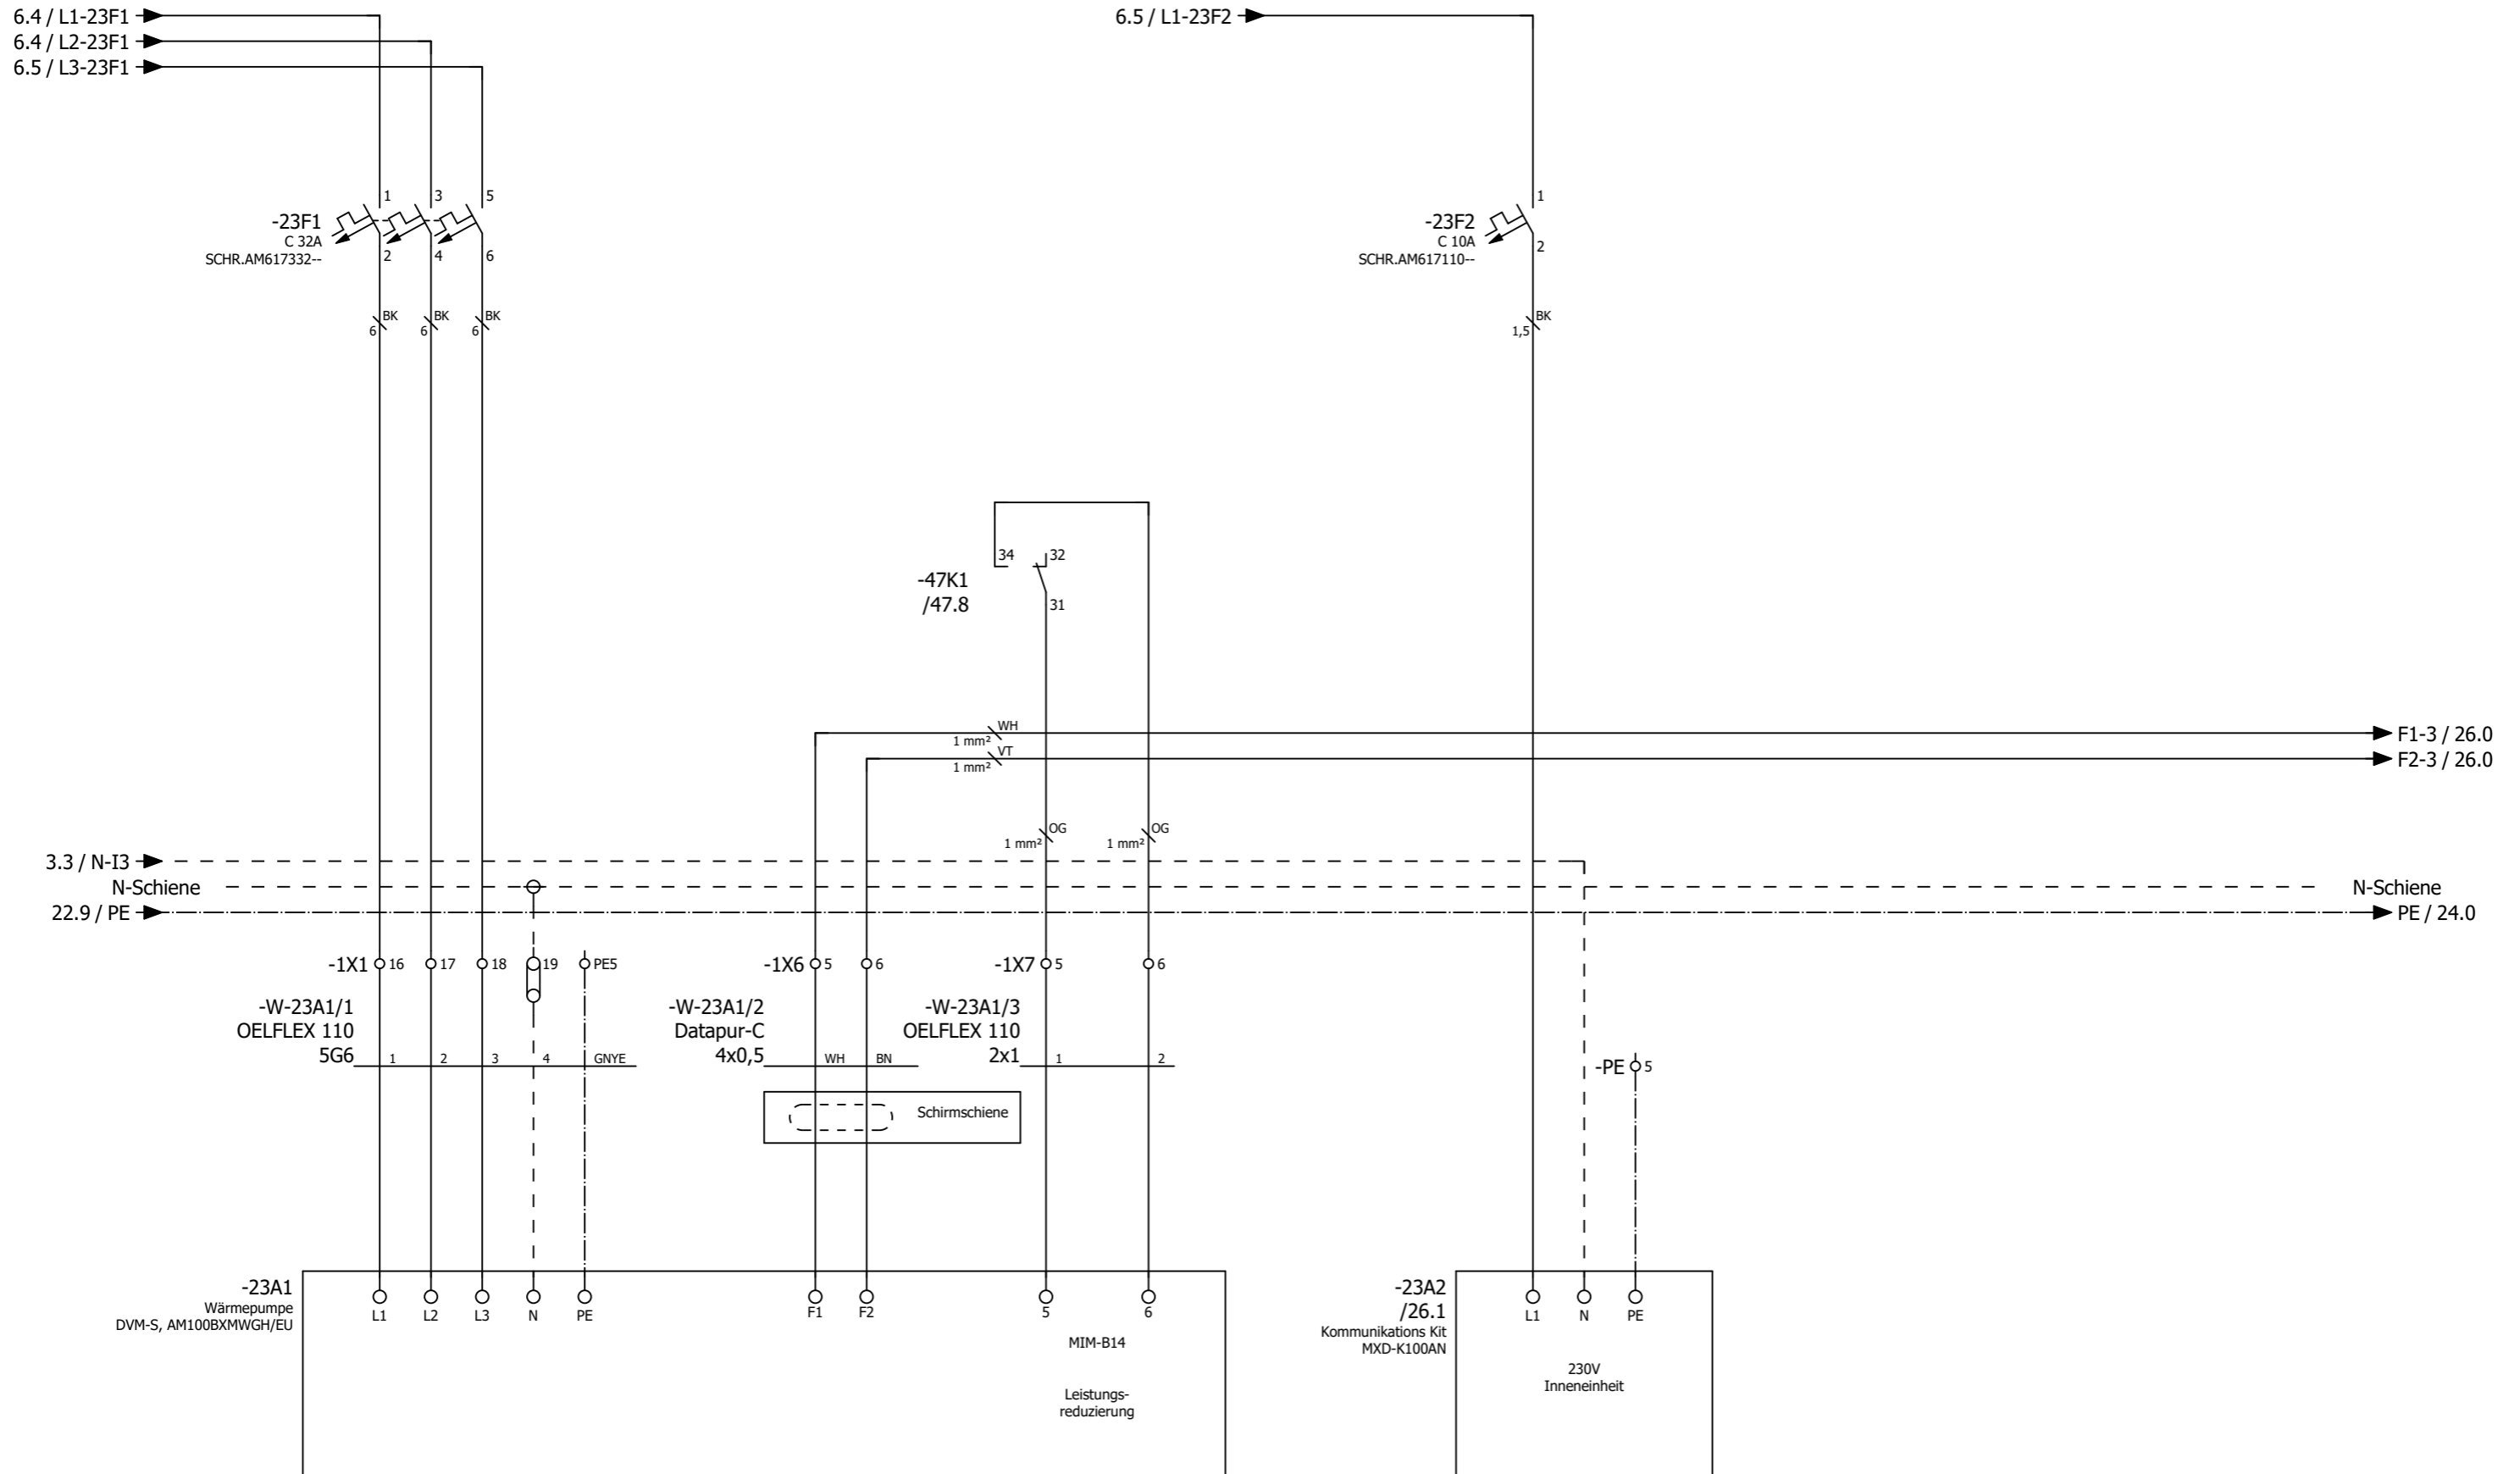 6.4 / L1-23F1
6.4 / L2-23F1
6.5 / L3-23F1
6.5 / L1-23F2
1
3
5
-23F1
C 32A
SCHR.AM617332--
2
4
6
BK
6
BK
6
BK
6
1
-23F2
C 10A
SCHR.AM617110--
2
BK
1,5
34
32
-47K1
/47.8
31
WH
1 mm²
F1-3 / 26.0
VT
1 mm²
F2-3 / 26.0
OG
1 mm²
OG
1 mm²
3.3 / N-I3
N-Schiene
N-Schiene
22.9 / PE
PE / 24.0
-1X1
16
17
18
19
PE5
-1X6
5
6
-1X7
5
6
-W-23A1/1
OELFLEX 110
5G6
1
2
3
4
GNYE
-W-23A1/2
Datapur-C
4x0,5
WH
BN
-W-23A1/3
OELFLEX 110
2x1
1
2
-PE
5
Schirmschiene
-23A1
Wärmepumpe
DVM-S, AM100BXMWGH/EU
L1
L2
L3
N
PE
F1
F2
5
6
MIM-B14
Leistungs-
reduzierung
-23A2
/26.1
Kommunikations Kit
MXD-K100AN
L1
N
PE
230V
Inneneinheit